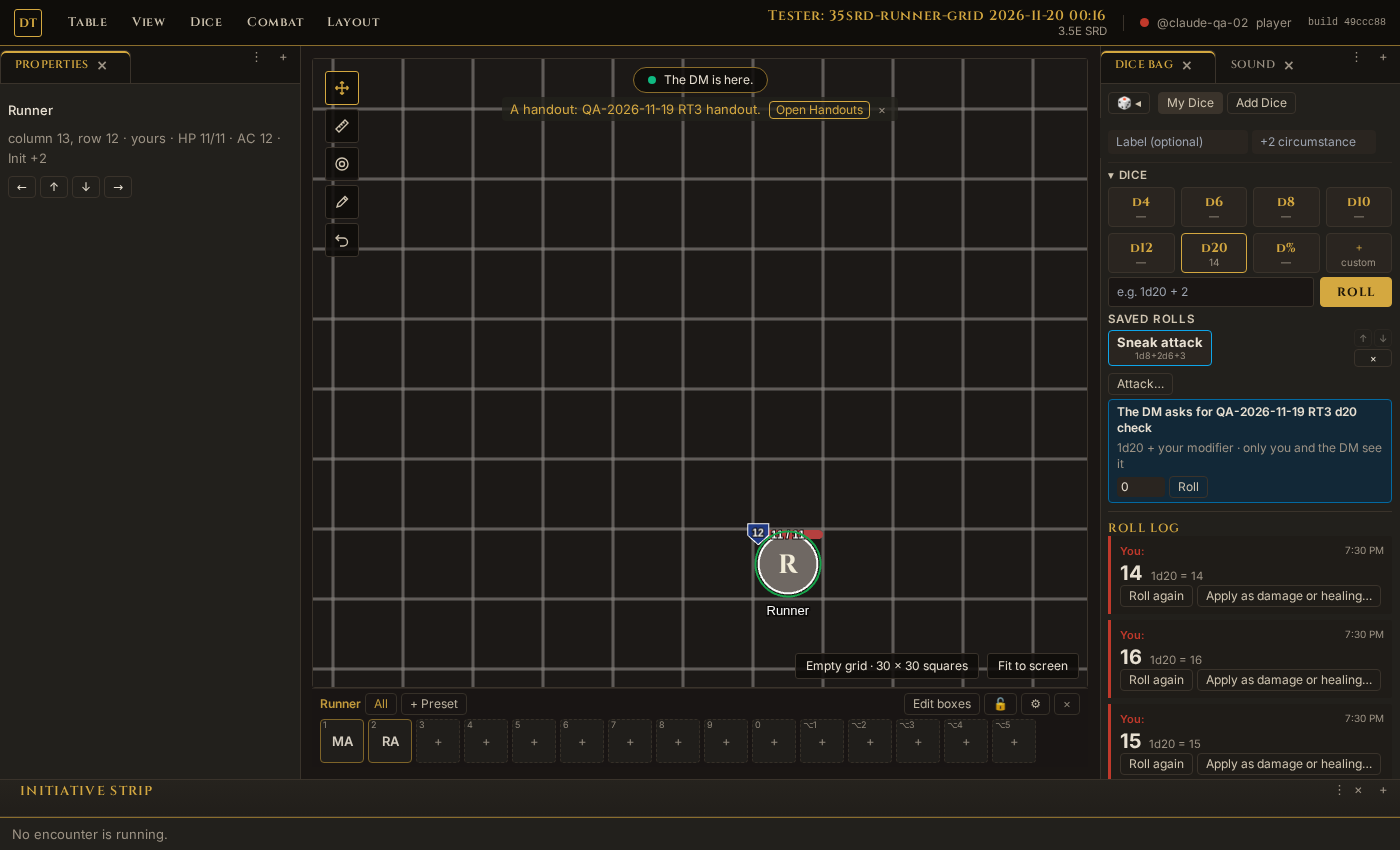 DT
TABLE
VIEW
DICE
COMBAT
LAYOUT
TESTER: 35SRD-RUNNER-GRID 2026-11-20 00:16
3.5E SRD
@claude-qa-02 player
build 49ccc88
PROPERTIES ×
Runner
column 13, row 12 · yours · HP 11/11 · AC 12 ·
Init +2
← ↑ ↓ →
The DM is here.
A handout: QA-2026-11-19 RT3 handout.
Open Handouts
×
12
11 / 11
R
Runner
Empty grid · 30 × 30 squares
Fit to screen
Runner
All
+ Preset
Edit boxes
×
1 MA
2 RA
3 +
4 +
5 +
6 +
7 +
8 +
9 +
0 +
⌥1 +
⌥2 +
⌥3 +
⌥4 +
⌥5 +
DICE BAG ×
SOUND ×
My Dice
Add Dice
Label (optional)
+2 circumstance
▾ DICE
D4 —
D6 —
D8 —
D10 —
D12 —
D20 14
D% —
+ custom
e.g. 1d20 + 2
ROLL
SAVED ROLLS
Sneak attack
1d8+2d6+3
↑ ↓
×
Attack...
The DM asks for QA-2026-11-19 RT3 d20
check
1d20 + your modifier · only you and the DM see
it
0
Roll
ROLL LOG
You: 7:30 PM
14 1d20 = 14
Roll again
Apply as damage or healing...
You: 7:30 PM
16 1d20 = 16
Roll again
Apply as damage or healing...
You: 7:30 PM
15 1d20 = 15
Roll again
Apply as damage or healing...
INITIATIVE STRIP
No encounter is running.